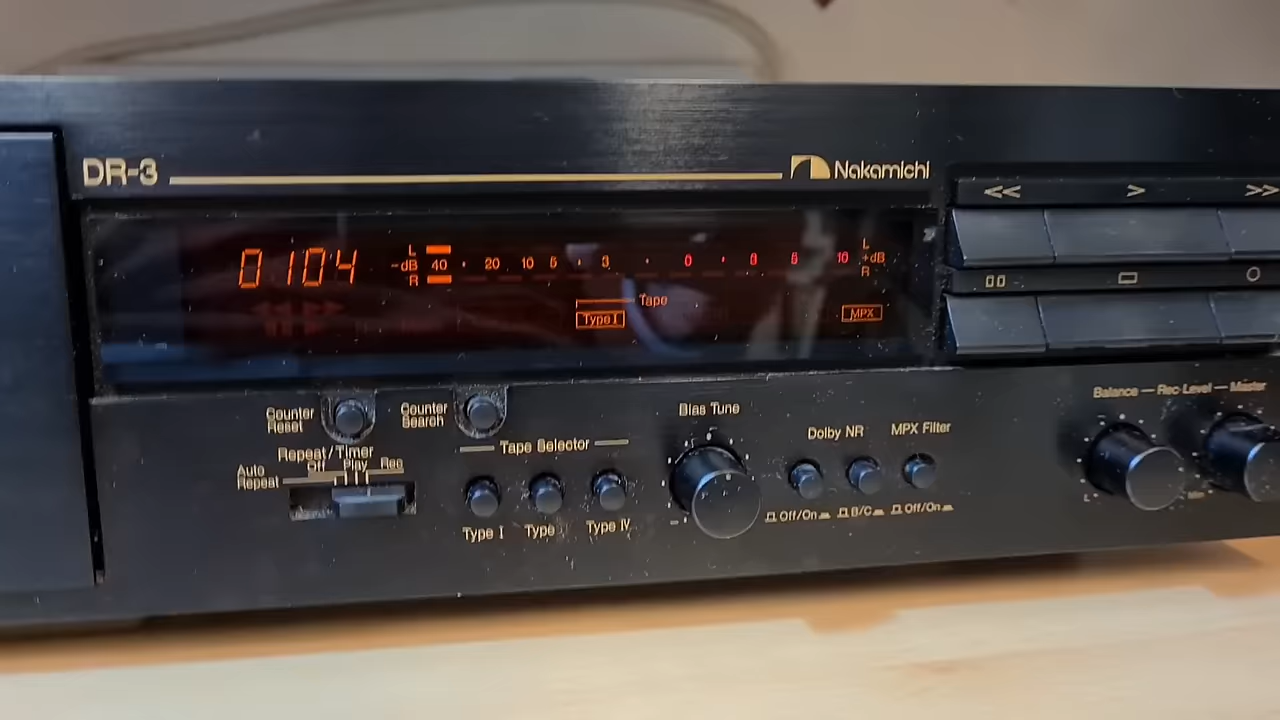 DR-3
Nakamichi
<< > >>
0104
L
-dB 40 · 20 10 5 · 3 · 0 · 3 5 10 +dB
R
L
R
Tape
Type I
MPX
Counter
Reset
Counter
Search
Repeat/Timer
Off Play Rec
Auto
Repeat
Tape Selector
Type I Type Type IV
Bias Tune
Dolby NR
MPX Filter
Off/On B/C Off/On
Balance — Rec Level — Master
L